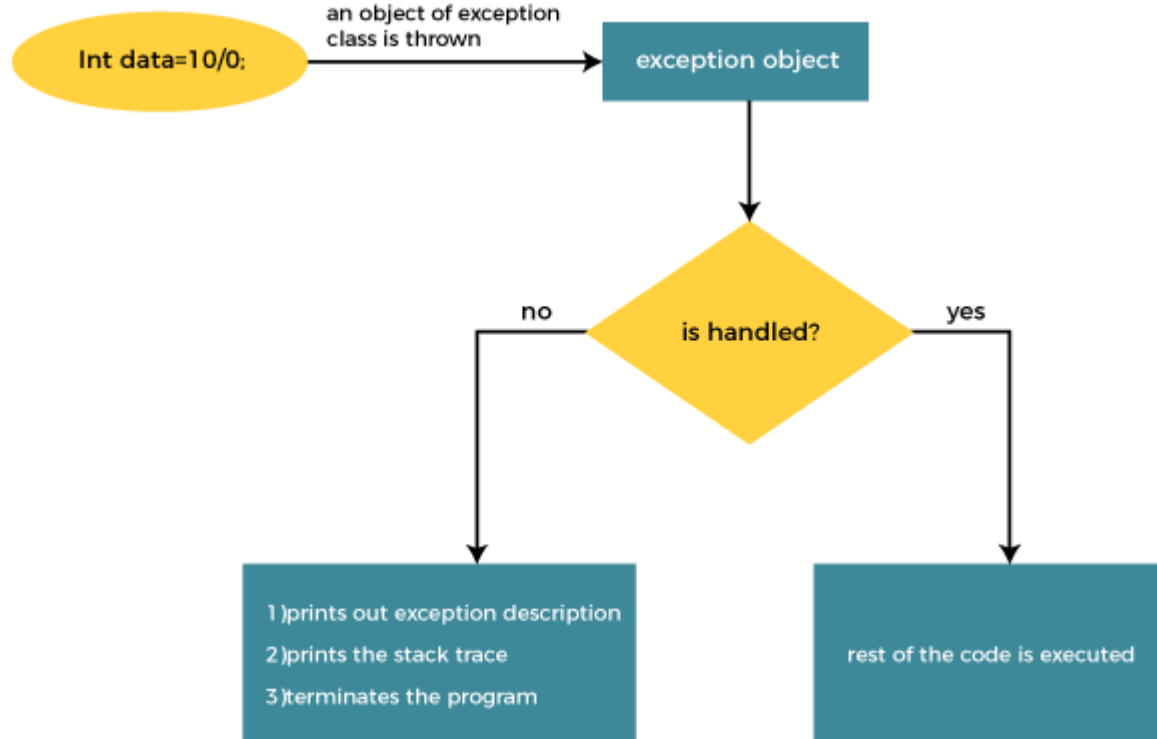 Int data=10/0;
an object of exception
class is thrown
exception object
is handled?
no
yes
1)prints out exception description
2)prints the stack trace
3)terminates the program
rest of the code is executed